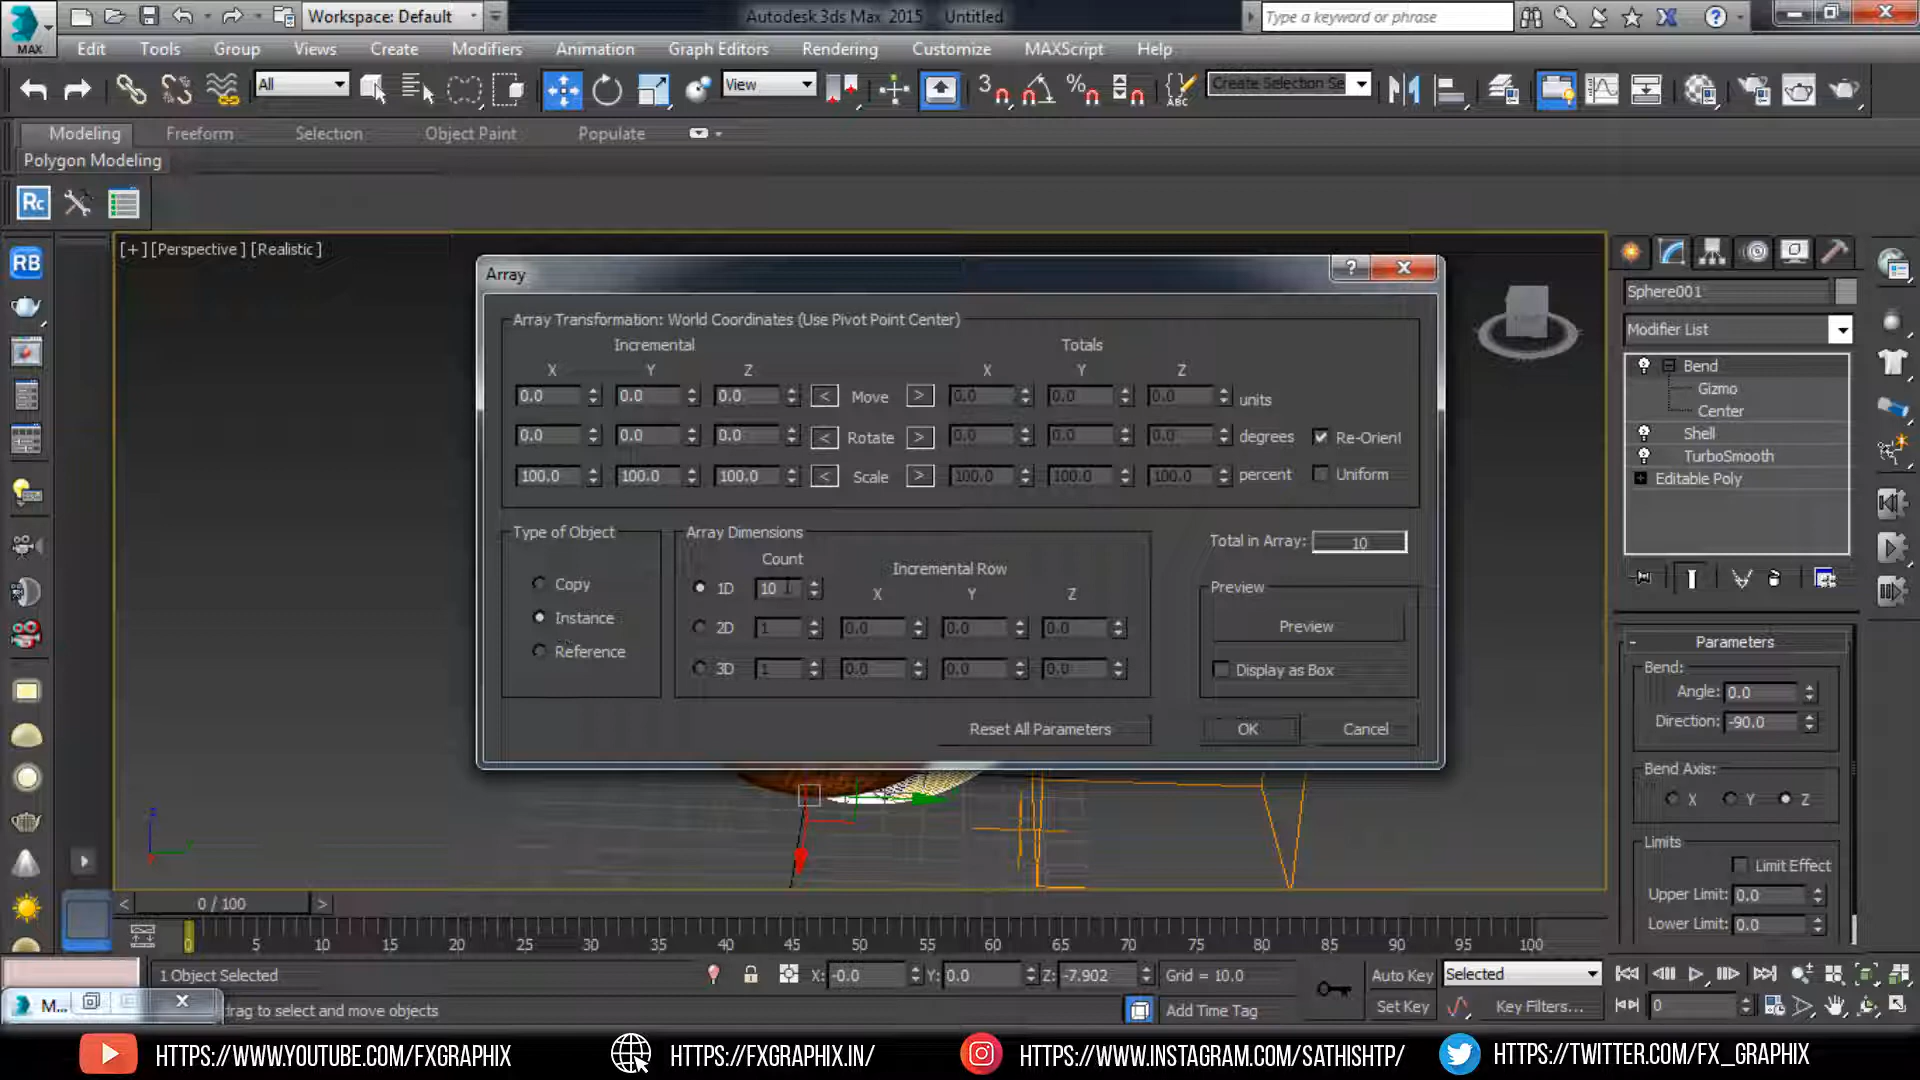 Workspace: Default
Autodesk 3ds Max 2015 Untitled
Type a keyword or phrase
MAX
Edit Tools Group Views Create Modifiers Animation Graph Editors Rendering Customize MAXScript Help
All
View
3
ABC
Create Selection Se
Modeling Freeform Selection Object Paint Populate
Polygon Modeling
Rc
RB
[+] [Perspective ] [Realistic ]
Array
Array Transformation: World Coordinates (Use Pivot Point Center)
Incremental Totals
X Y Z X Y Z
0.0 0.0 0.0 < Move > 0.0 0.0 0.0 units
0.0 0.0 0.0 < Rotate > 0.0 0.0 0.0 degrees Re-Orient
100.0 100.0 100.0 < Scale > 100.0 100.0 100.0 percent Uniform
Type of Object
Copy
Instance
Reference
Array Dimensions
Count
Incremental Row
X Y Z
1D 10
2D 1 0.0 0.0 0.0
3D 1 0.0 0.0 0.0
Total in Array: 10
Preview
Preview
Display as Box
Reset All Parameters OK Cancel
Sphere001
Modifier List
Bend
Gizmo
Center
Shell
TurboSmooth
Editable Poly
- Parameters
Bend:
Angle: 0.0
Direction: -90.0
Bend Axis:
X Y Z
Limits
Limit Effect
Upper Limit: 0.0
Lower Limit: 0.0
< 0 / 100 >
0 5 10 15 20 25 30 35 40 45 50 55 60 65 70 75 80 85 90 95 100
1 Object Selected X: -0.0 Y: 0.0 Z: -7.902 Grid = 10.0 Auto Key Selected
M... drag to select and move objects Add Time Tag Set Key Key Filters... 0
HTTPS://WWW.YOUTUBE.COM/FXGRAPHIX HTTPS://FXGRAPHIX.IN/ HTTPS://WWW.INSTAGRAM.COM/SATHISHTP/ HTTPS://TWITTER.COM/FX_GRAPHIX